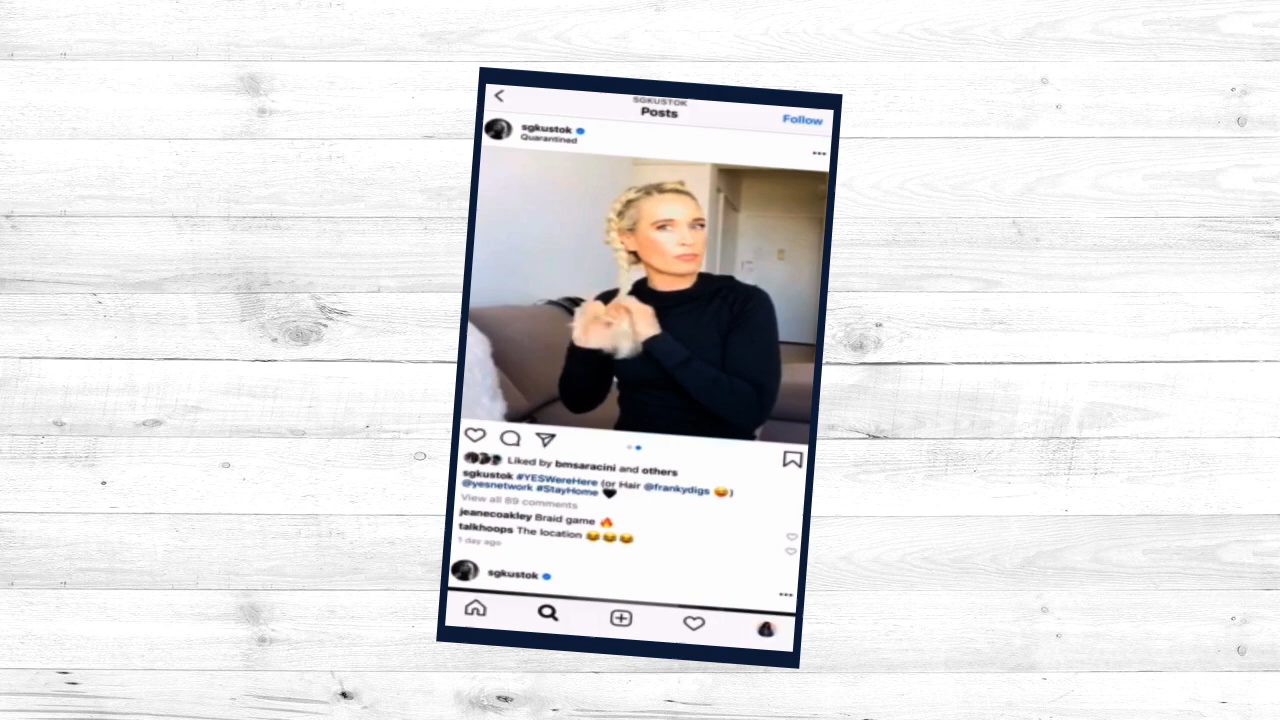 SGKUSTOK
Posts
Follow
sgkustok
Quarantined
Liked by bmsaracini and others
sgkustok #YESWereHere (or Hair @frankydigs 😂)
@yesnetwork #StayHome 🖤
View all 89 comments
jeanecoakley Braid game 🔥
talkhoops The location 😂😂😂
1 day ago
sgkustok